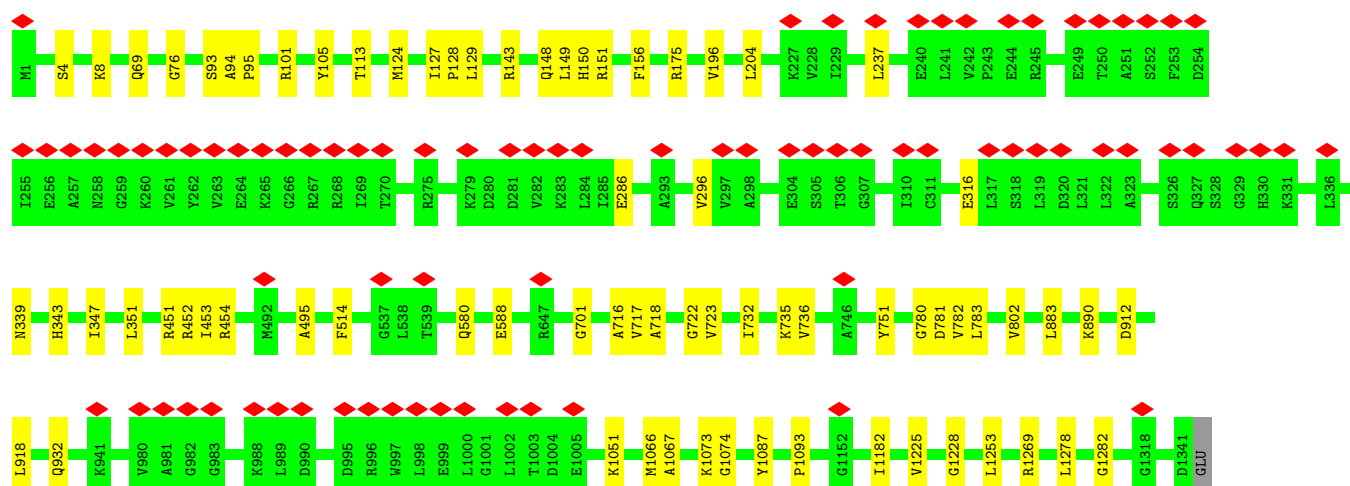 M1 S4 K8 Q69 G76 S93 A94 P95 R101 Y105 T113 M124 I127 P128 L129 R143 Q148 L149 H150 R151 F156 R175 V196 L204 K227 V228 I229 L237 E240 L241 V242 P243 E244 R245 E249 T250 A251 S252 F253 D254
I255 E256 A257 N258 G259 K260 V261 Y262 V263 E264 K265 G266 R267 R268 I269 T270 R275 K279 D280 D281 V282 K283 L284 I285 E286 A293 V296 V297 A298 E304 S305 T306 G307 I310 C311 E316 L317 S318 L319 D320 L321 L322 A323 S326 Q327 S328 G329 H330 K331 L336
N339 H343 I347 L351 R451 R452 I453 R454 M492 A495 F514 G537 L538 T539 Q580 E588 R647 G701 A716 V717 A718 G722 V723 I732 K735 V736 A746 Y751 G780 D781 V782 L783 V802 L883 K890 D912
L918 Q932 K941 V980 A981 G982 G983 K988 L989 D990 D995 R996 W997 L998 E999 L1000 G1001 L1002 T1003 D1004 E1005 K1051 M1066 A1067 K1073 G1074 Y1087 P1093 G1152 I1182 V1225 G1228 L1253 R1269 L1278 G1282 G1318 D1341 GLU